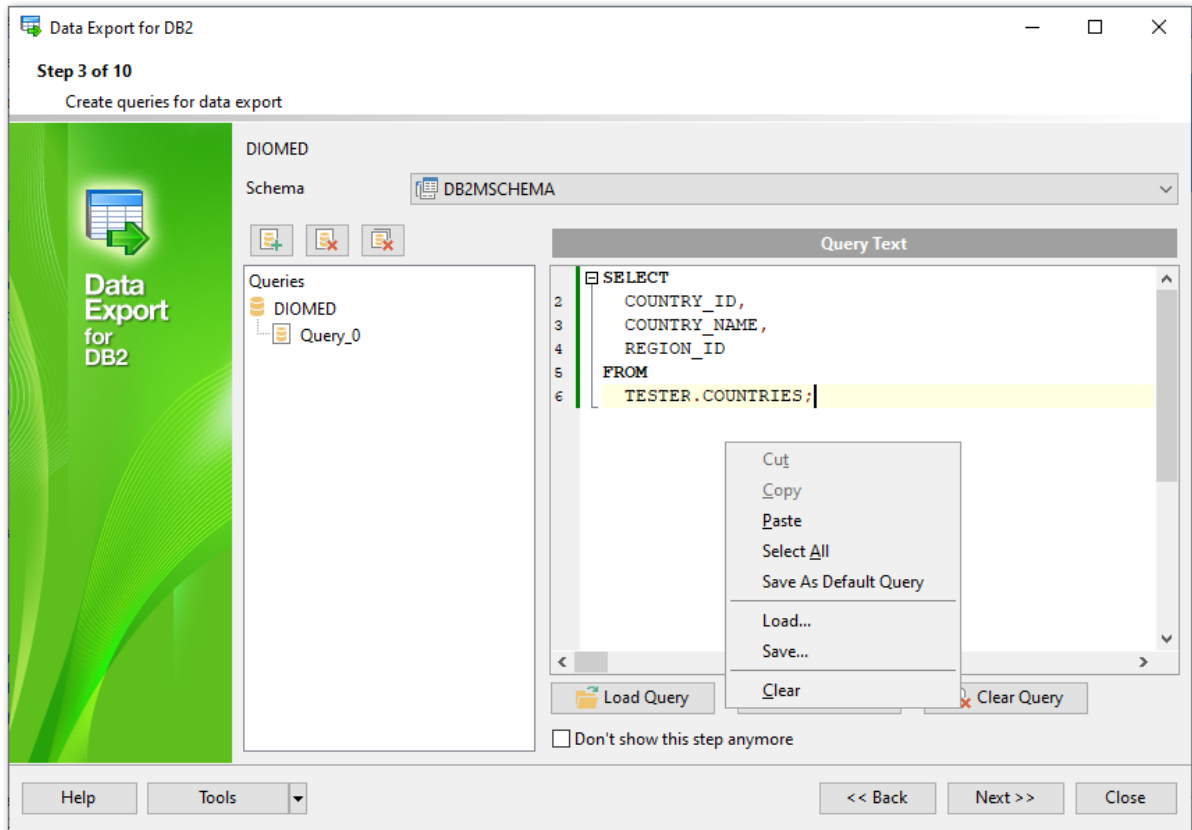 Data Export for DB2
Step 3 of 10
Create queries for data export
Data
Export
for
DB2
DIOMED
Schema
DB2MSCHEMA
Queries
DIOMED
Query_0
Query Text
SELECT
2 COUNTRY_ID,
3 COUNTRY_NAME,
4 REGION_ID
5 FROM
6 TESTER.COUNTRIES;
Cut
Copy
Paste
Select All
Save As Default Query
Load...
Save...
Clear
Load Query
Clear Query
Don't show this step anymore
Help
Tools
<< Back
Next >>
Close